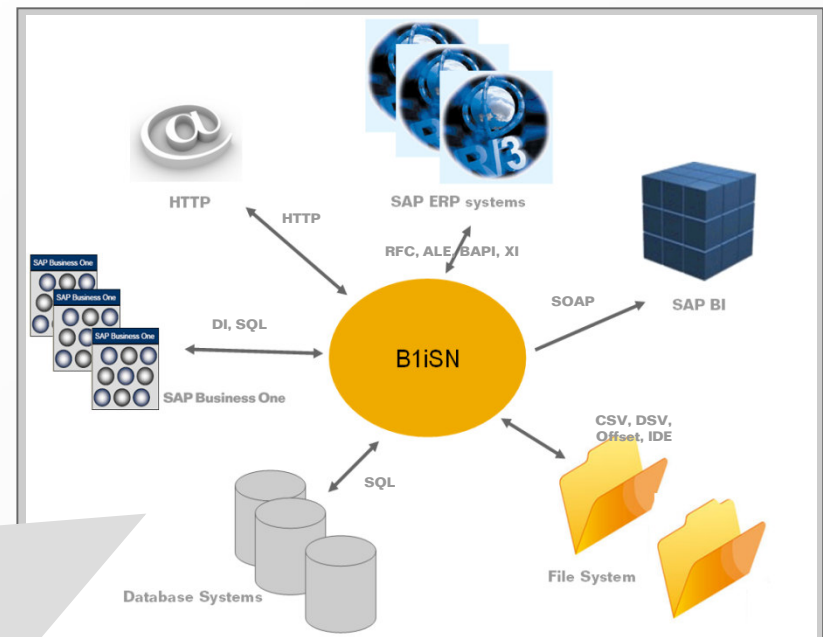 R/3
HTTP
SAP ERP systems
HTTP
RFC, ALE, BAPI, XI
SAP Business One
SAP Business One
SAP Business One
DI, SQL
SOAP
SAP BI
B1iSN
SAP Business One
CSV, DSV,
Offset, IDE
SQL
File System
Database Systems